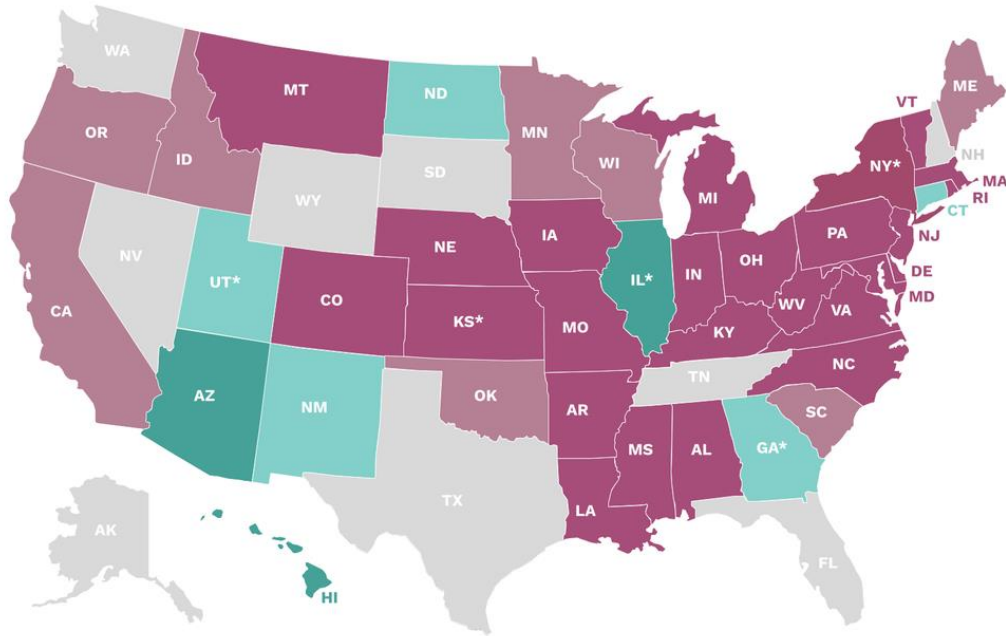 WA
MT
ND
ME
VT
OR
MN
ID
WI
NY*
NH
SD
MA
WY
MI
RI
CT
NE
IA
PA
NJ
NV
OH
UT*
IL*
IN
DE
CO
MD
WV
CA
KS*
MO
VA
KY
NC
TN
AZ
OK
NM
AR
SC
MS
AL
GA*
TX
LA
AK
FL
HI